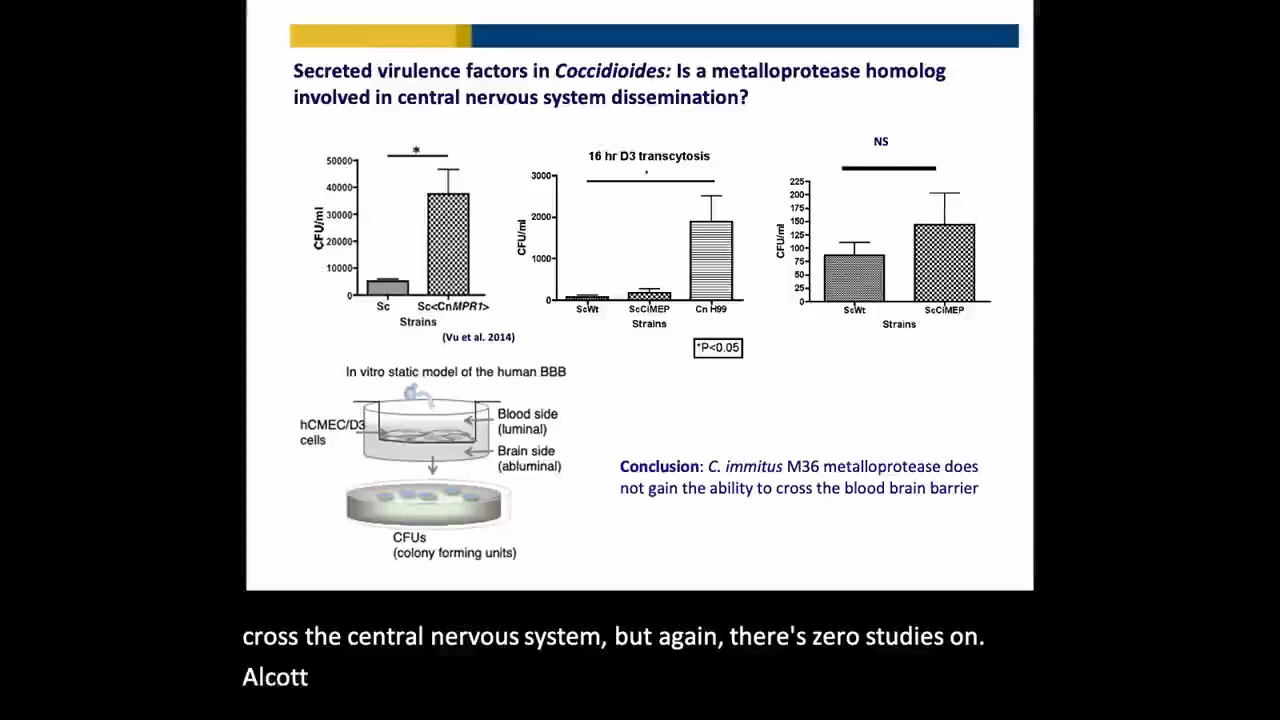 Secreted virulence factors in Coccidioides: Is a metalloprotease homolog
involved in central nervous system dissemination?
*
50000
40000
30000
20000
10000
0
CFU/ml
Sc
Sc<CnMPR1>
Strains
(Vu et al. 2014)
16 hr D3 transcytosis
*
3000
2000
1000
0
CFU/ml
ScWt
ScCiMEP
Cn H99
Strains
*P<0.05
NS
225
200
175
150
125
100
75
50
25
0
CFU/ml
ScWt
ScCiMEP
Strains
In vitro static model of the human BBB
hCMEC/D3
cells
Blood side
(luminal)
Brain side
(abluminal)
CFUs
(colony forming units)
Conclusion: C. immitus M36 metalloprotease does
not gain the ability to cross the blood brain barrier
cross the central nervous system, but again, there's zero studies on.
Alcott